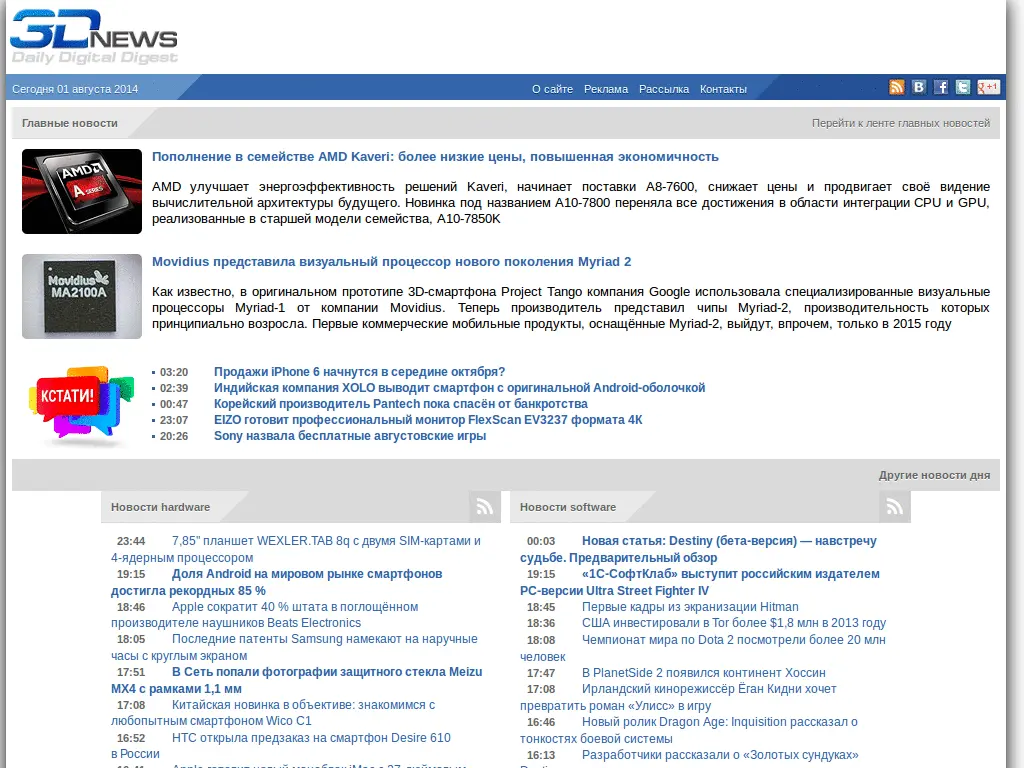 3DNEWS
Daily Digital Digest
Сегодня 01 августа 2014
О сайте Реклама Рассылка Контакты
Главные новости
Перейти к ленте главных новостей
AMD
A
SERIES
Пополнение в семействе AMD Kaveri: более низкие цены, повышенная экономичность
AMD улучшает энергоэффективность решений Kaveri, начинает поставки A8-7600, снижает цены и продвигает своё видение
вычислительной архитектуры будущего. Новинка под названием A10-7800 переняла все достижения в области интеграции CPU и GPU,
реализованные в старшей модели семейства, A10-7850K
Movidius
MA2100A
Movidius представила визуальный процессор нового поколения Myriad 2
Как известно, в оригинальном прототипе 3D-смартфона Project Tango компания Google использовала специализированные визуальные
процессоры Myriad-1 от компании Movidius. Теперь производитель представил чипы Myriad-2, производительность которых
принципиально возросла. Первые коммерческие мобильные продукты, оснащённые Myriad-2, выйдут, впрочем, только в 2015 году
КСТАТИ!
03:20 Продажи iPhone 6 начнутся в середине октября?
02:39 Индийская компания XOLO выводит смартфон с оригинальной Android-оболочкой
00:47 Корейский производитель Pantech пока спасён от банкротства
23:07 EIZO готовит профессиональный монитор FlexScan EV3237 формата 4K
20:26 Sony назвала бесплатные августовские игры
Другие новости дня
Новости hardware
23:44 7,85" планшет WEXLER.TAB 8q с двумя SIM-картами и
4-ядерным процессором
19:15 Доля Android на мировом рынке смартфонов
достигла рекордных 85 %
18:46 Apple сократит 40 % штата в поглощённом
производителе наушников Beats Electronics
18:05 Последние патенты Samsung намекают на наручные
часы с круглым экраном
17:51 В Сеть попали фотографии защитного стекла Meizu
MX4 с рамками 1,1 мм
17:08 Китайская новинка в объективе: знакомимся с
любопытным смартфоном Wico C1
16:52 HTC открыла предзаказ на смартфон Desire 610
в России
Новости software
00:03 Новая статья: Destiny (бета-версия) — навстречу
судьбе. Предварительный обзор
19:15 «1С-СофтКлаб» выступит российским издателем
PC-версии Ultra Street Fighter IV
18:45 Первые кадры из экранизации Hitman
18:36 США инвестировали в Tor более $1,8 млн в 2013 году
18:08 Чемпионат мира по Dota 2 посмотрели более 20 млн
человек
17:47 В PlanetSide 2 появился континент Хоссин
17:08 Ирландский кинорежиссёр Ёган Кидни хочет
превратить роман «Улисс» в игру
16:46 Новый ролик Dragon Age: Inquisition рассказал о
тонкостях боевой системы
16:13 Разработчики рассказали о «Золотых сундуках»